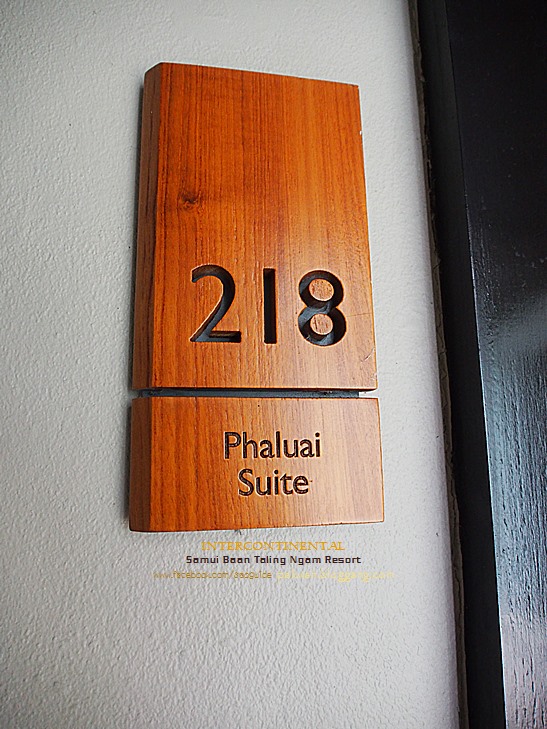 218
Phaluai
Suite
INTERCONTINENTAL
Samui Baan Taling Ngam Resort